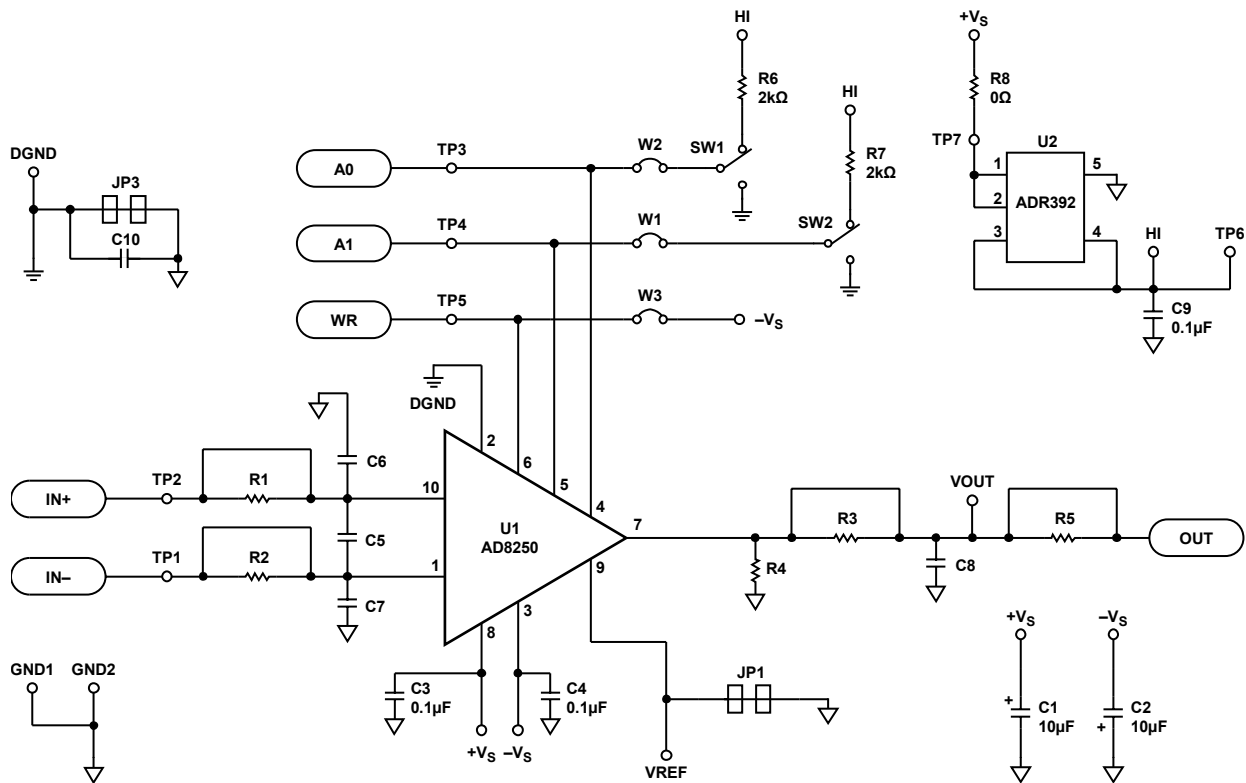 HI
+VS
R6
2kΩ
HI
R8
0Ω
DGND
TP7
U2
A0
TP3
W2
SW1
R7
2kΩ
JP3
1
5
ADR392
2
C10
A1
TP4
W1
SW2
3
4
HI
TP6
WR
TP5
W3
–VS
C9
0.1µF
DGND
2
C6
6
5
IN+
TP2
R1
10
4
VOUT
U1
AD8250
7
R3
R5
OUT
C5
IN–
TP1
R2
1
9
R4
C8
C7
3
8
+VS
–VS
GND1
GND2
C3
0.1µF
C4
0.1µF
JP1
C1
10µF
+
C2
10µF
+
+VS
–VS
VREF